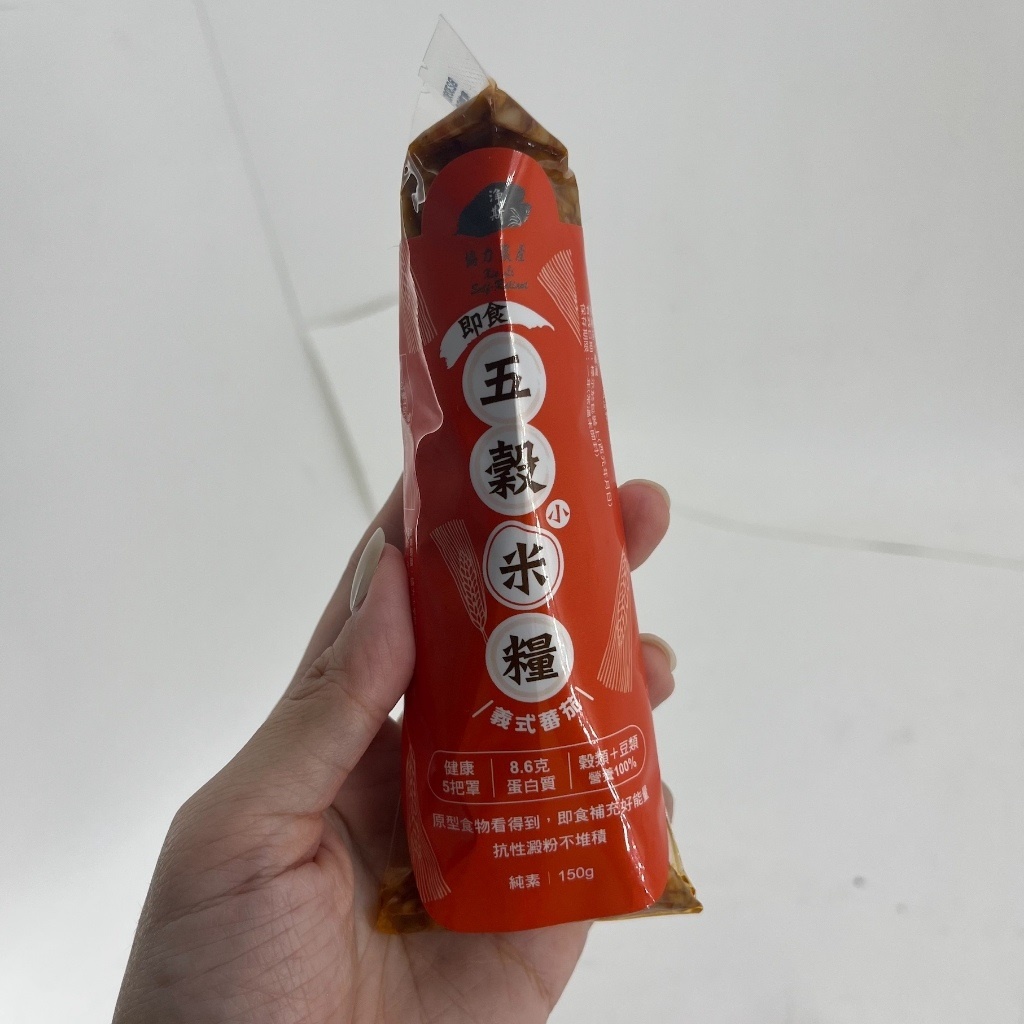 即食
五
穀
小
米
糧
義式蕃茄
健康
5把罩
8.6克
蛋白質
穀類+豆類
營養100%
原型食物看得到，即食補充好能量
抗性澱粉不堆積
純素 | 150g